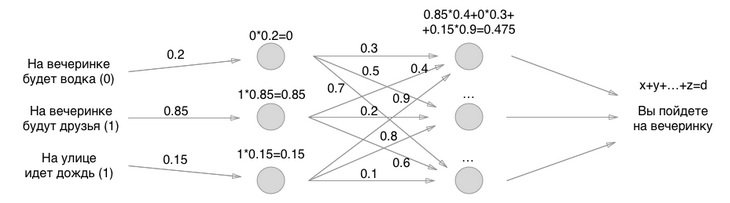 0.85*0.4+0*0.3+
+0.15*0.9=0.475
0*0.2=0
0.2
На вечеринке
будет водка (0)
0.3
0.4
0.5
0.7
x+y+…+z=d
1*0.85=0.85
0.9
…
На вечеринке
будут друзья (1)
0.85
0.2
Вы пойдете
на вечеринку
0.8
1*0.15=0.15
На улице
идет дождь (1)
0.15
0.6
…
0.1